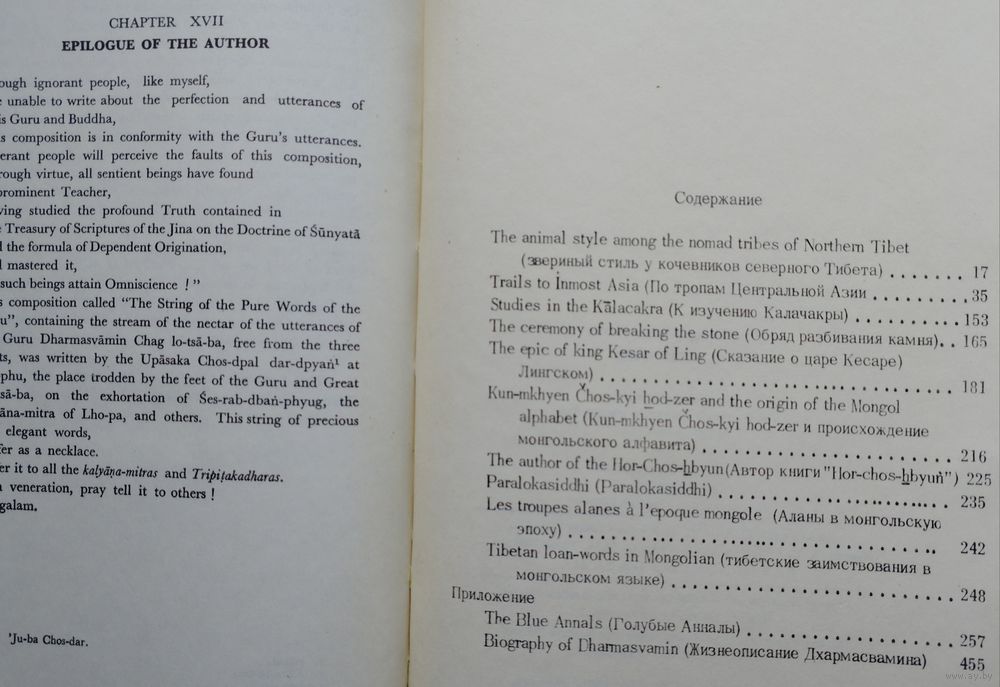 CHAPTER XVII
EPILOGUE OF THE AUTHOR
ough ignorant people, like myself,
unable to write about the perfection and utterances of
is Guru and Buddha,
s composition is in conformity with the Guru's utterances.
erant people will perceive the faults of this composition,
rough virtue, all sentient beings have found
prominent Teacher,
ving studied the profound Truth contained in
Treasury of Scriptures of the Jina on the Doctrine of Śūnyatā
d the formula of Dependent Origination,
l mastered it,
such beings attain Omniscience !"
s composition called "The String of the Pure Words of the
u", containing the stream of the nectar of the utterances of
Guru Dharmasvāmin Chag lo-tsā-ba, free from the three
ts, was written by the Upāsaka Chos-dpal dar-dpyaṅ¹ at
phu, the place trodden by the feet of the Guru and Great
sā-ba, on the exhortation of Śes-rab-dbaṅ-phyug, the
āna-mitra of Lho-pa, and others. This string of precious
elegant words,
fer as a necklace.
er it to all the kalyāṇa-mitras and Tripiṭakadharas.
veneration, pray tell it to others !
galam.
'Ju-ba Chos-dar.
Содержание
The animal style among the nomad tribes of Northern Tibet
(звериный стиль у кочевников северного Тибета) . . . . . . . 17
Trails to İnmost Asia (По тропам Центральной Азии . . . . . . . . . 35
Studies in the Kālacakra (К изучению Калачакры) . . . . . . . . . . 153
The ceremony of breaking the stone (Обряд разбивания камня). . 165
The epic of king Kesar of Ling (Сказание о царе Кесаре)
Лингском) . . . . . . . . . . . . . . . . . . . . . . . . . . . . . . . . 181
Kun-mkhyen Čhos-kyi ḫod-zer and the origin of the Mongol
alphabet (Kun-mkhyen Čhos-kyi hod-zer и происхождение
монгольского алфавита) . . . . . . . . . . . . . . . . . . . . . . . 216
The author of the Hor-Chos-ḫbyun(Автор книги "Hor-chos-ḫbyuṅ") 225
Paralokasiddhi (Paralokasiddhi) . . . . . . . . . . . . . . . . . . . . . 235
Les troupes alanes à l'epoque mongole (Аланы в монгольскую
эпоху) . . . . . . . . . . . . . . . . . . . . . . . . . . . . . . . . . . . 242
Tibetan loan-words in Mongolian (тибетские заимствования в
монгольском языке) . . . . . . . . . . . . . . . . . . . . . . . . . . 248
Приложение
The Blue Annals (Голубые Анналы) . . . . . . . . . . . . . . . . . . . 257
Biography of Dharmasvamin (Жизнеописание Дхармасвамина) 455
www.ay.by